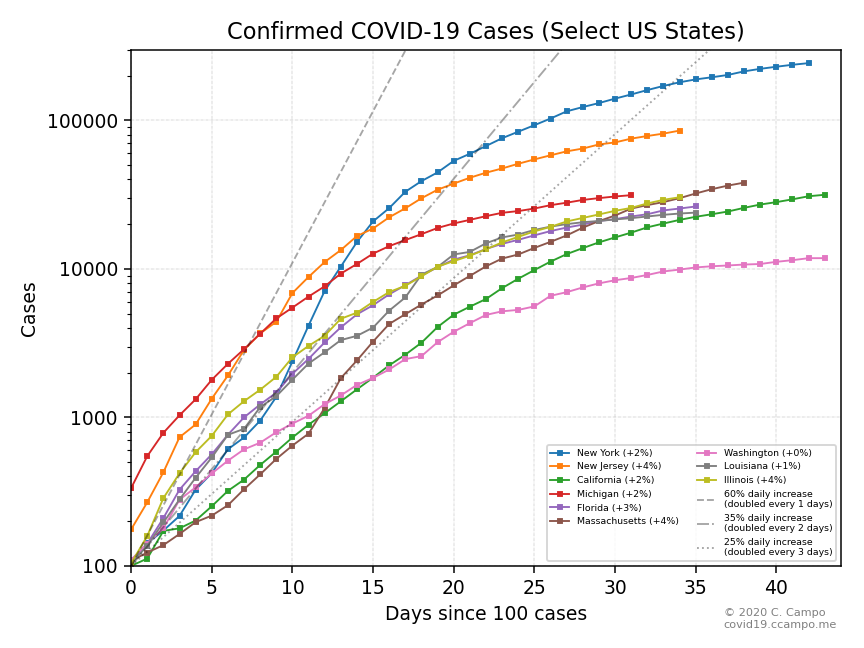 Confirmed COVID-19 Cases (Select US States)
Cases
100000
10000
1000
100
0 5 10 15 20 25 30 35 40
Days since 100 cases
New York (+2%)
New Jersey (+4%)
California (+2%)
Michigan (+2%)
Florida (+3%)
Massachusetts (+4%)
Washington (+0%)
Louisiana (+1%)
Illinois (+4%)
60% daily increase
(doubled every 1 days)
35% daily increase
(doubled every 2 days)
25% daily increase
(doubled every 3 days)
© 2020 C. Campo
covid19.ccampo.me